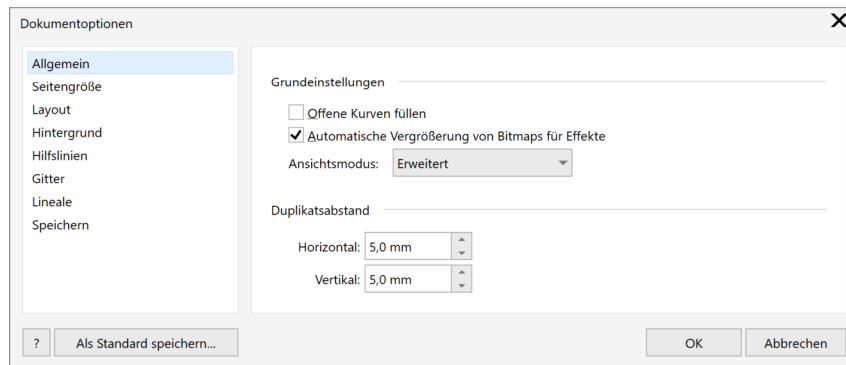 Dokumentoptionen
Allgemein
Seitengröße
Layout
Hintergrund
Hilfslinien
Gitter
Lineale
Speichern
Grundeinstellungen
Offene Kurven füllen
Automatische Vergrößerung von Bitmaps für Effekte
Ansichtsmodus: Erweitert
Duplikatsabstand
Horizontal: 5,0 mm
Vertikal: 5,0 mm
? Als Standard speichern... OK Abbrechen